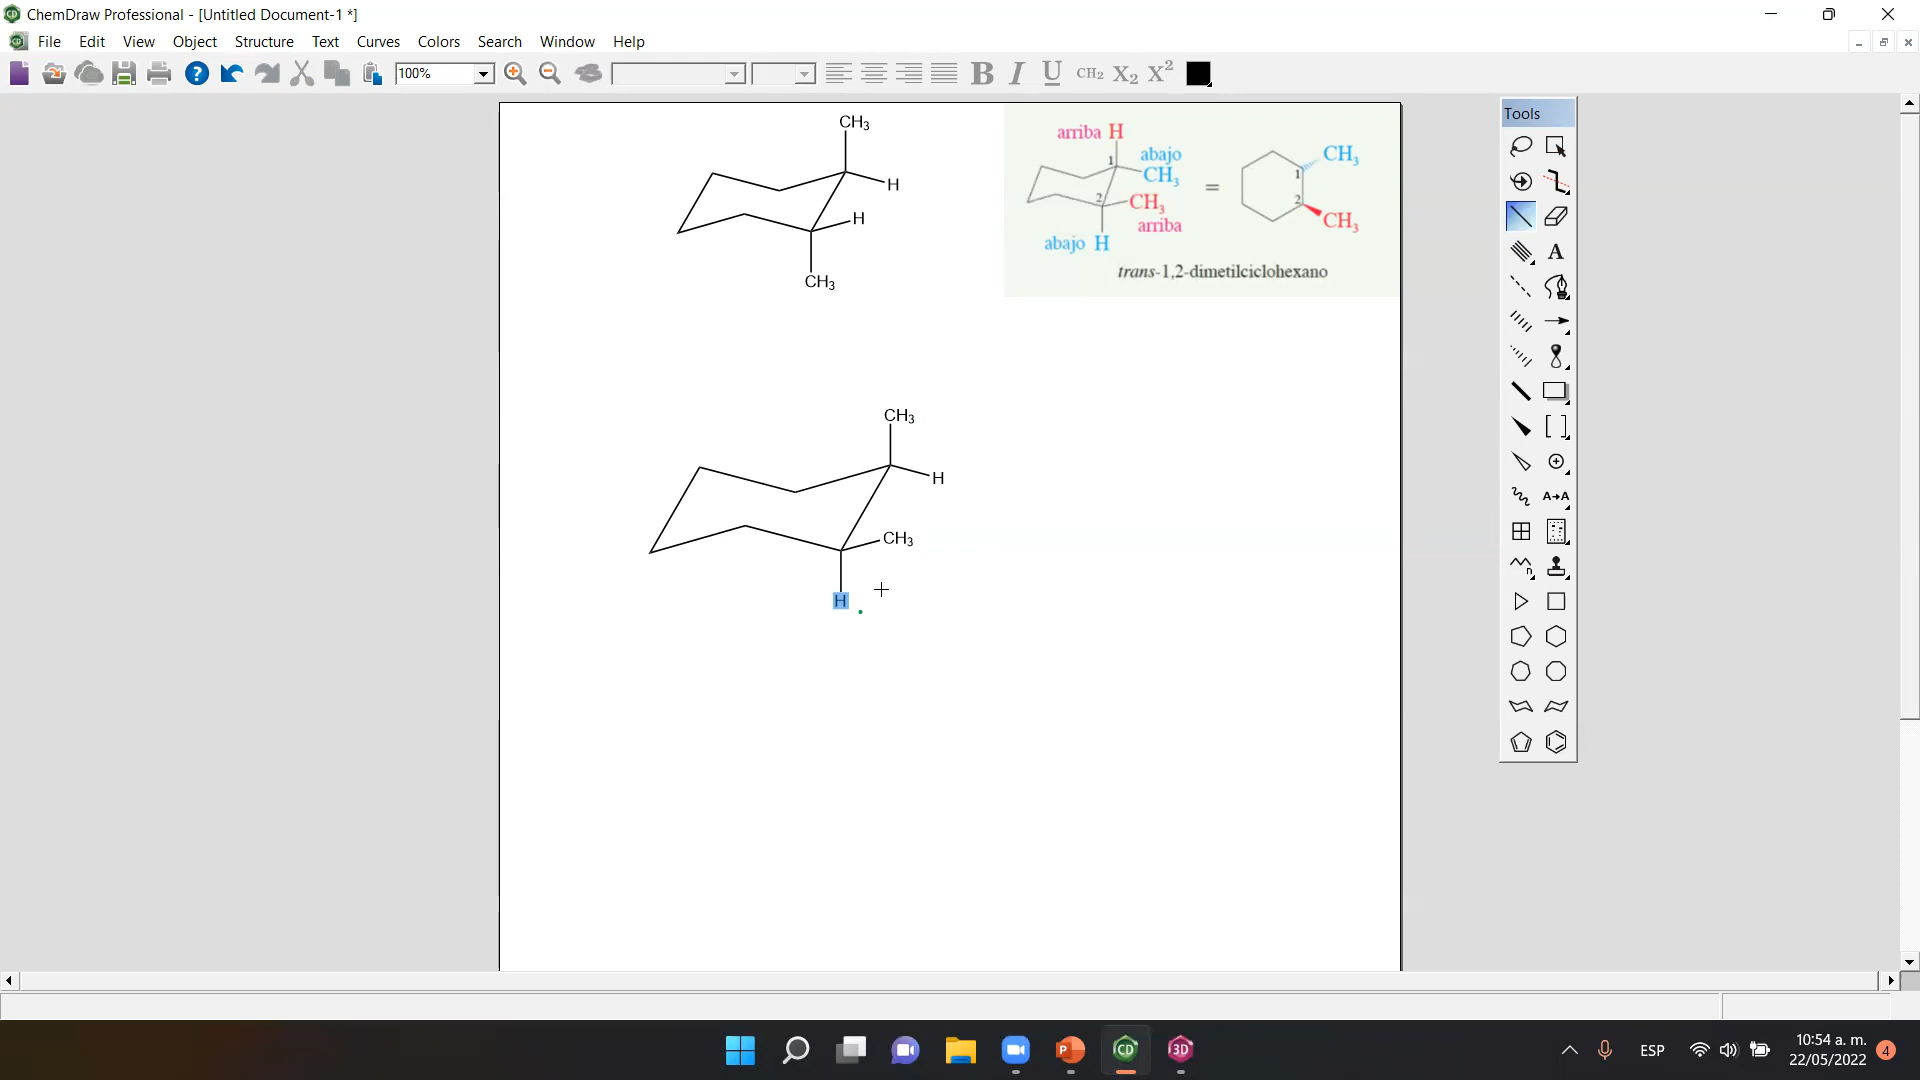 ChemDraw Professional - [Untitled Document-1 *]
File Edit View Object Structure Text Curves Colors Search Window Help
100%
B I U CH₂ X₂ X²
Tools
A
A→A
n
CH₃
H
H
CH₃
arriba H
1
abajo
CH₃
2
CH₃
arriba
abajo H
=
CH₃
1
2
CH₃
trans-1,2-dimetilciclohexano
CH₃
H
CH₃
H
P
CD
3D
ESP
10:54 a. m.
22/05/2022
4